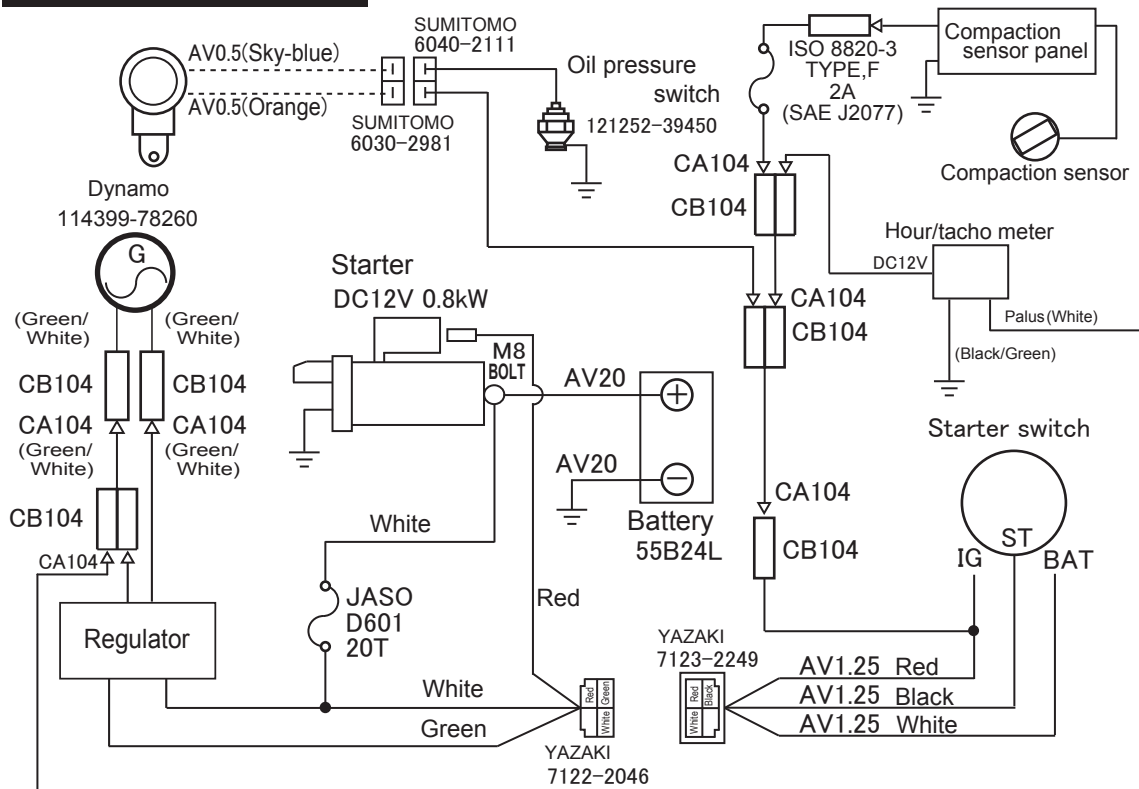 AV0.5(Sky-blue)
AV0.5(Orange)
SUMITOMO
6040-2111
SUMITOMO
6030-2981
Oil pressure
switch
121252-39450
ISO 8820-3
TYPE,F
2A
(SAE J2077)
Compaction
sensor panel
Compaction sensor
Dynamo
114399-78260
G
(Green/
White)
(Green/
White)
CB104
CB104
CA104
CA104
(Green/
White)
(Green/
White)
CB104
CA104
Regulator
Starter
DC12V 0.8kW
M8
BOLT
AV20
AV20
Battery
55B24L
White
JASO
D601
20T
Red
White
Green
Red
Green
White
YAZAKI
7122-2046
CA104
CB104
CA104
CB104
Hour/tacho meter
DC12V
Palus(White)
(Black/Green)
CA104
CB104
Starter switch
ST
IG
BAT
YAZAKI
7123-2249
Red
Black
White
AV1.25 Red
AV1.25 Black
AV1.25 White